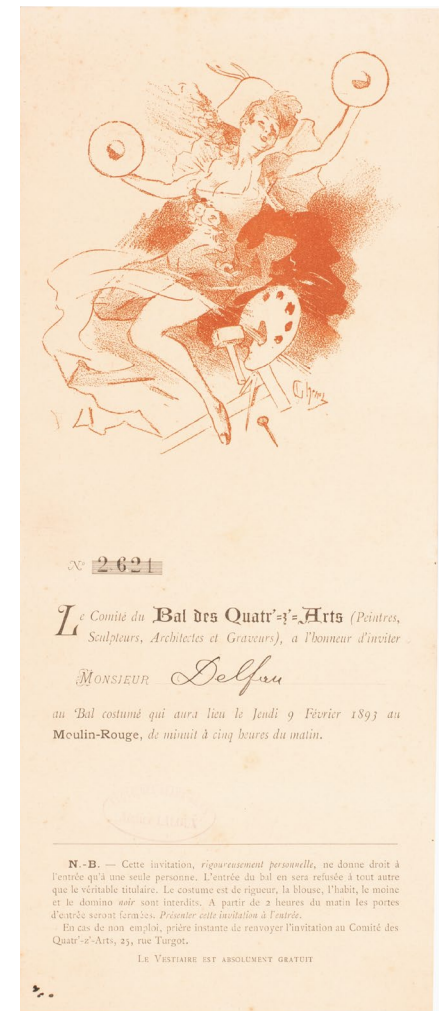 J Chéret
N° 2621
Le Comité du Bal des Quatr'-z'-Arts (Peintres,
Sculpteurs, Architectes et Graveurs), a l'honneur d'inviter
Monsieur Delfau
au Bal costumé qui aura lieu le Jeudi 9 Février 1893 au
Moulin-Rouge, de minuit à cinq heures du matin.
N.-B. — Cette invitation, rigoureusement personnelle, ne donne droit à
l'entrée qu'à une seule personne. L'entrée du bal en sera refusée à tout autre
que le véritable titulaire. Le costume est de rigueur, la blouse, l'habit, le moine
et le domino noir sont interdits. A partir de 2 heures du matin les portes
d'entrée seront fermées. Présenter cette invitation à l'entrée.
En cas de non emploi, prière instante de renvoyer l'invitation au Comité des
Quatr'-z'-Arts, 25, rue Turgot.
Le Vestiaire est absolument gratuit